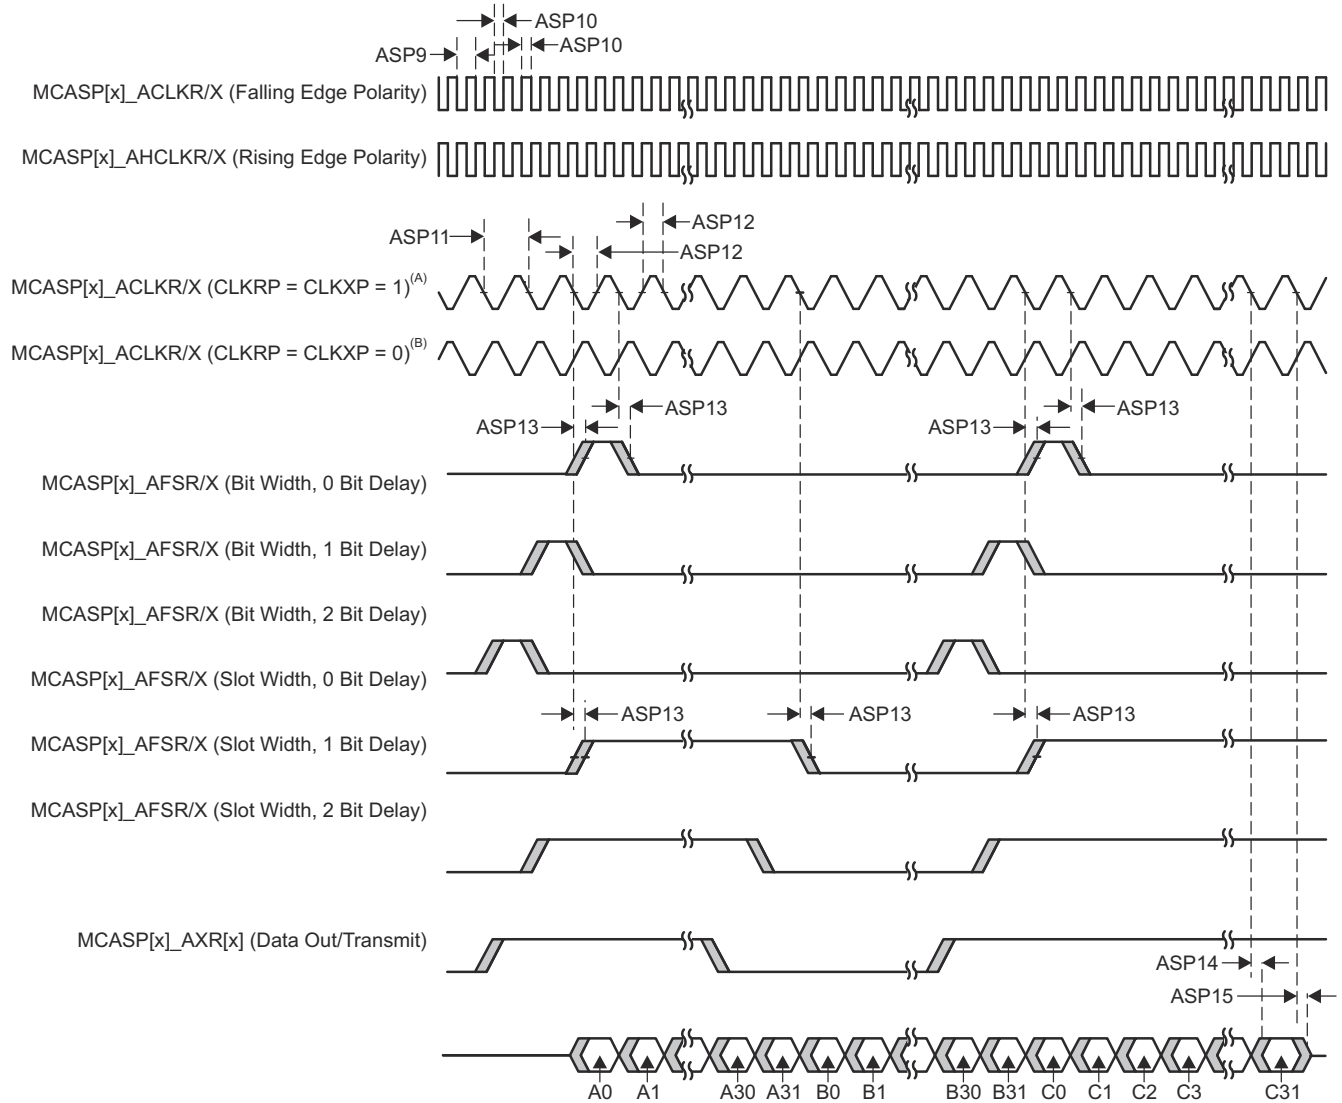 ASP10
ASP10
ASP9
MCASP[x]_ACLKR/X (Falling Edge Polarity)
MCASP[x]_AHCLKR/X (Rising Edge Polarity)
ASP12
ASP11
ASP12
MCASP[x]_ACLKR/X (CLKRP = CLKXP = 1)(A)
MCASP[x]_ACLKR/X (CLKRP = CLKXP = 0)(B)
ASP13 ASP13
ASP13 ASP13
MCASP[x]_AFSR/X (Bit Width, 0 Bit Delay)
MCASP[x]_AFSR/X (Bit Width, 1 Bit Delay)
MCASP[x]_AFSR/X (Bit Width, 2 Bit Delay)
MCASP[x]_AFSR/X (Slot Width, 0 Bit Delay)
ASP13 ASP13 ASP13
MCASP[x]_AFSR/X (Slot Width, 1 Bit Delay)
MCASP[x]_AFSR/X (Slot Width, 2 Bit Delay)
MCASP[x]_AXR[x] (Data Out/Transmit)
ASP14
ASP15
A0 A1 A30 A31 B0 B1 B30 B31 C0 C1 C2 C3 C31